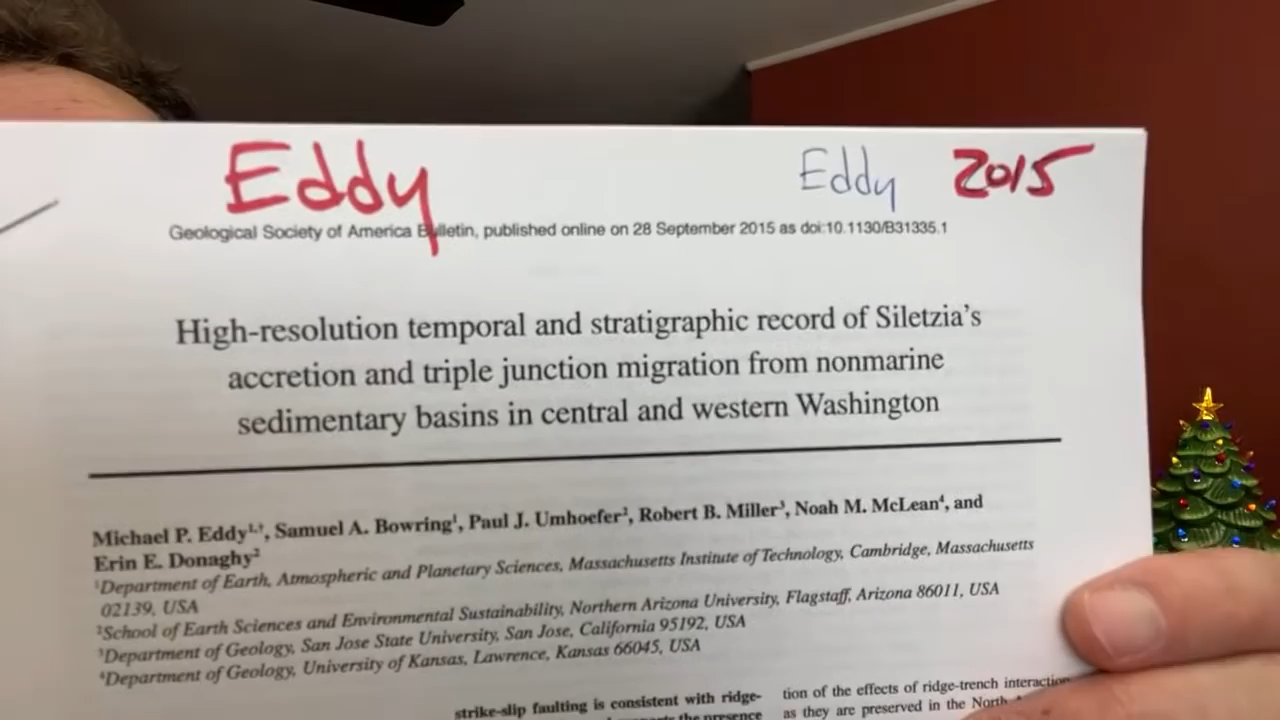 Eddy
Eddy 2015
Geological Society of America Bulletin, published online on 28 September 2015 as doi:10.1130/B31335.1
High-resolution temporal and stratigraphic record of Siletzia's
accretion and triple junction migration from nonmarine
sedimentary basins in central and western Washington
Michael P. Eddy¹,†, Samuel A. Bowring¹, Paul J. Umhoefer², Robert B. Miller³, Noah M. McLean⁴, and
Erin E. Donaghy²
¹Department of Earth, Atmospheric and Planetary Sciences, Massachusetts Institute of Technology, Cambridge, Massachusetts
02139, USA
²School of Earth Sciences and Environmental Sustainability, Northern Arizona University, Flagstaff, Arizona 86011, USA
³Department of Geology, San Jose State University, San Jose, California 95192, USA
⁴Department of Geology, University of Kansas, Lawrence, Kansas 66045, USA
strike-slip faulting is consistent with ridge-
the presence
tion of the effects of ridge-trench interaction
as they are preserved in the North